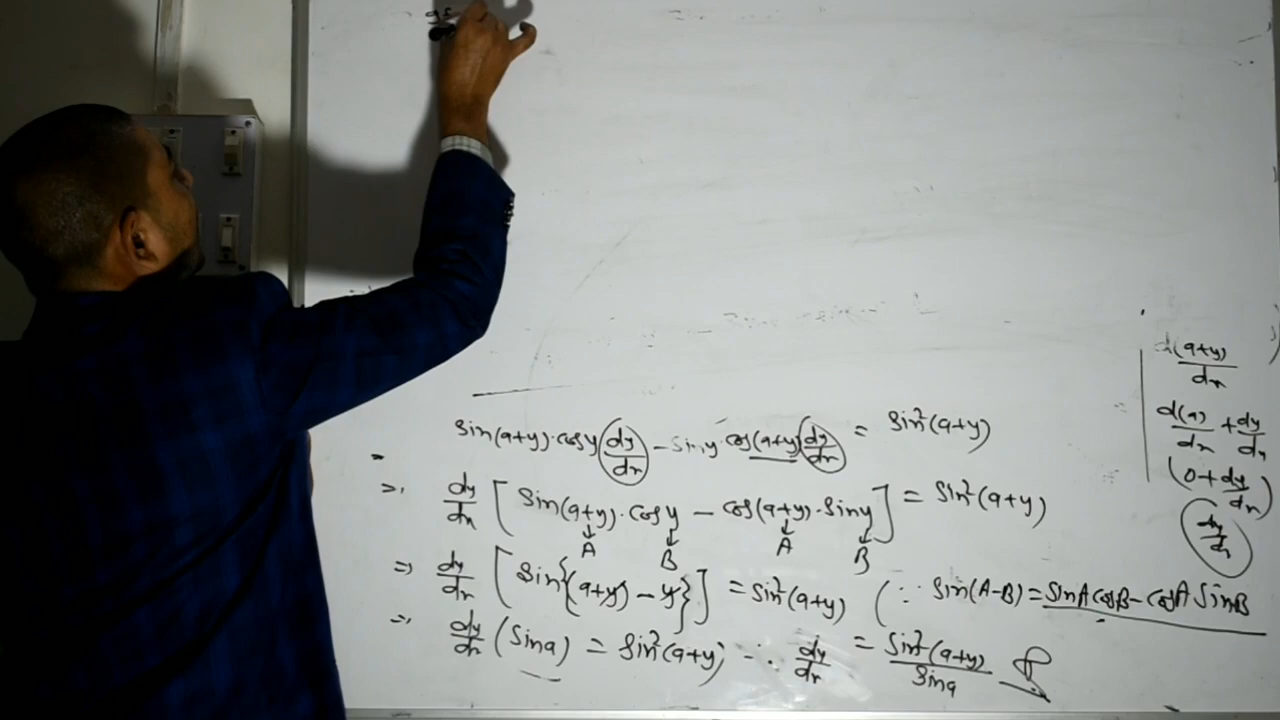 sin(a+y)·cosy dy/dx – siny cos(a+y) dy/dx = sin²(a+y)
⇒ dy/dx [sin(a+y)·cosy – cos(a+y)·siny] = sin²(a+y)
A B A B
⇒ dy/dx [sin{(a+y) – y}] = sin²(a+y) (∵ sin(A-B) = sinAcosB – cosA sinB
⇒ dy/dx (sina) = sin²(a+y) ∴ dy/dx = sin²(a+y)/sina
d(a+y)/dx
d(a)/dx + dy/dx
(0+dy/dx)
dy/dx